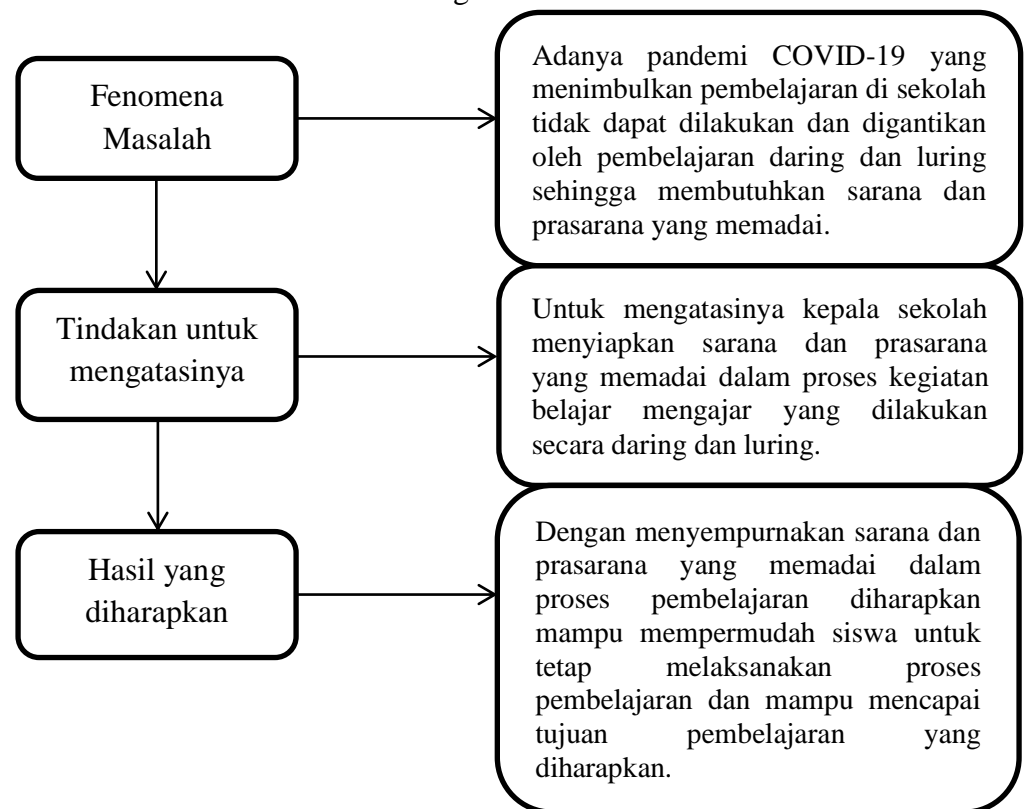 Fenomena
Masalah
Adanya pandemi COVID-19 yang
menimbulkan pembelajaran di sekolah
tidak dapat dilakukan dan digantikan
oleh pembelajaran daring dan luring
sehingga membutuhkan sarana dan
prasarana yang memadai.
Tindakan untuk
mengatasinya
Untuk mengatasinya kepala sekolah
menyiapkan sarana dan prasarana
yang memadai dalam proses kegiatan
belajar mengajar yang dilakukan
secara daring dan luring.
Hasil yang
diharapkan
Dengan menyempurnakan sarana dan
prasarana yang memadai dalam
proses pembelajaran diharapkan
mampu mempermudah siswa untuk
tetap melaksanakan proses
pembelajaran dan mampu mencapai
tujuan pembelajaran yang
diharapkan.